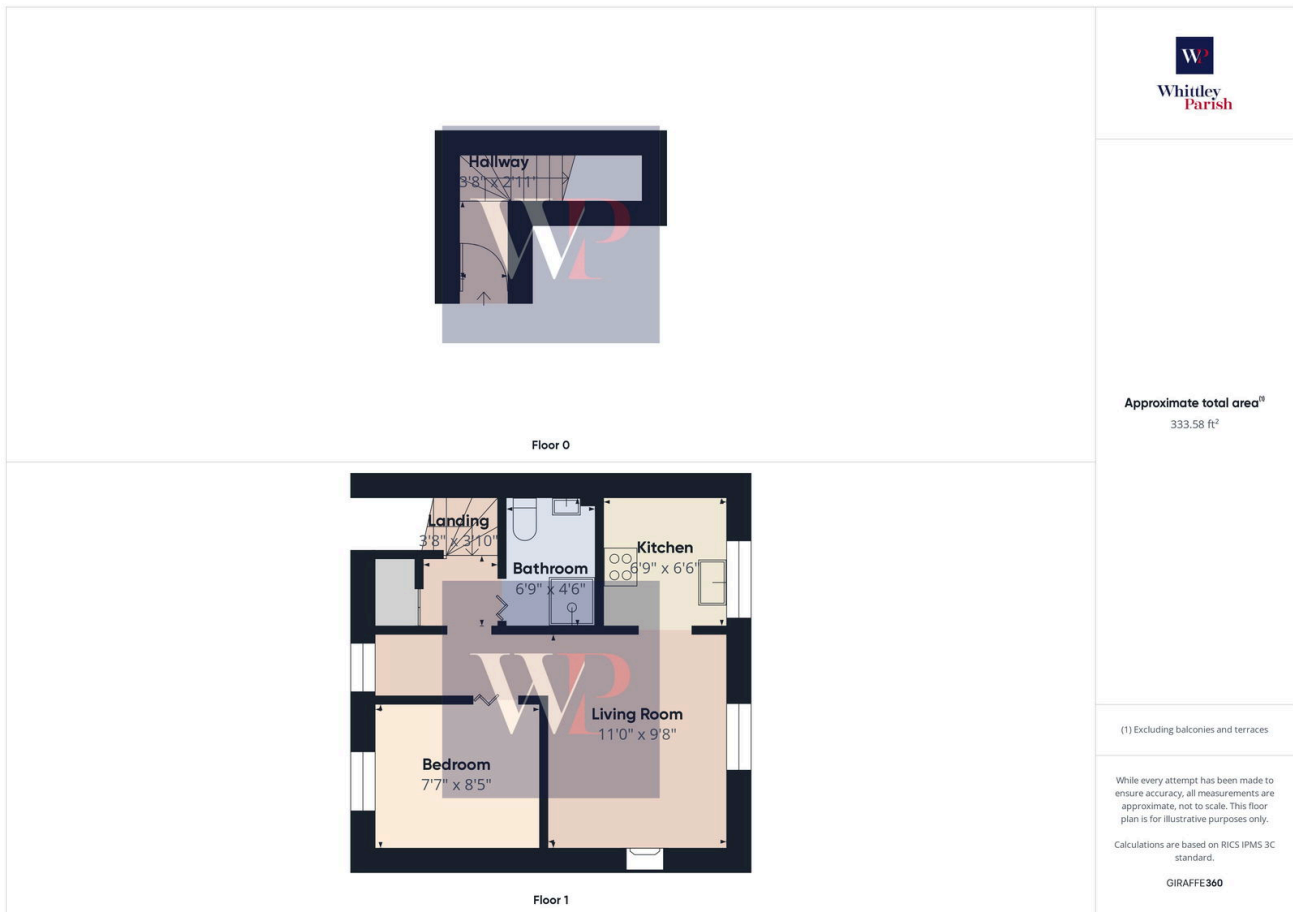 Hallway
3'8" x 2'11"
WP
Floor 0
Landing
3'8" x 3'10"
Bathroom
6'9" x 4'6"
Kitchen
6'9" x 6'6"
WP
Living Room
11'0" x 9'8"
Bedroom
7'7" x 8'5"
Floor 1
WP
Whittley
Parish
Approximate total area(1)
333.58 ft²
(1) Excluding balconies and terraces
While every attempt has been made to
ensure accuracy, all measurements are
approximate, not to scale. This floor
plan is for illustrative purposes only.
Calculations are based on RICS IPMS 3C
standard.
GIRAFFE360